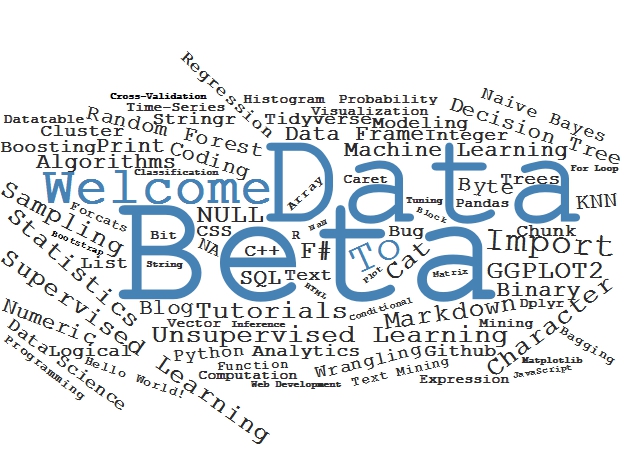 Regression
Cross-Validation
Histogram
Probability
Naive Bayes
Time-Series
Visualization
Decision Tree
Datatable
Random Forest
Stringr
Tidyverse
Modeling
Cluster
Data Frame
Integer
Boosting
Print
Coding
Machine Learning
Algorithms
Classification
Array
Caret
Trees
For Loop
Welcome
Data
Byte
Tuning
Pandas
KNN
Sampling
Forcats
NULL
Block
Statistics
Bootstrap
Bit
CSS
R
Bug
Chunk
NA
C++
F#
To
Cat
Import
Supervised Learning
List
String
Beta
SQL
Text
Plot
Matrix
GGPLOT2
HTML
Binary
Numeric
Blog
Tutorials
Conditional
Markdown
Dplyr
Character
Vector
Inference
Mining
Data Science
Unsupervised Learning
Bagging
Programming
Logical
Python
Analytics
Wrangling
Github
Hello World!
Function
Matplotlib
Computation
Text Mining
Expression
JavaScript
Web Development